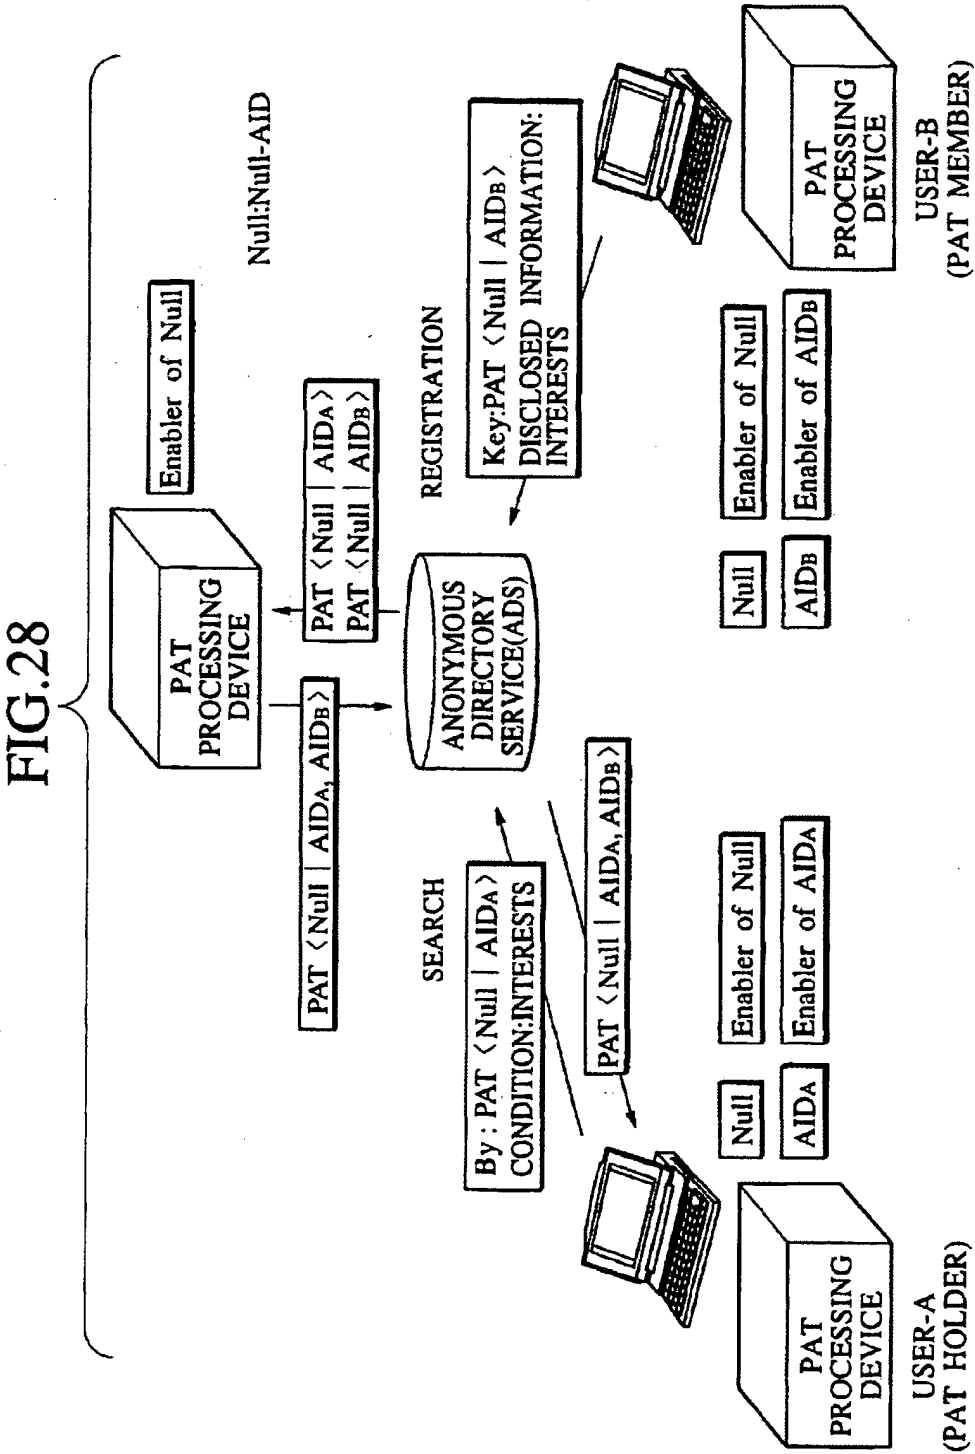 FIG.28
PAT
PROCESSING
DEVICE
Enabler of Null
Null:Null-AID
PAT <Null | AIDA, AIDB>
PAT <Null | AIDA>
PAT <Null | AIDB>
ANONYMOUS
DIRECTORY
SERVICE(ADS)
SEARCH
By : PAT <Null | AIDA>
CONDITION:INTERESTS
PAT <Null | AIDA, AIDB>
REGISTRATION
Key:PAT <Null | AIDB>
DISCLOSED INFORMATION:
INTERESTS
PAT
PROCESSING
DEVICE
USER-A
(PAT HOLDER)
Null
Enabler of Null
AIDA
Enabler of AIDA
Null
Enabler of Null
AIDB
Enabler of AIDB
PAT
PROCESSING
DEVICE
USER-B
(PAT MEMBER)